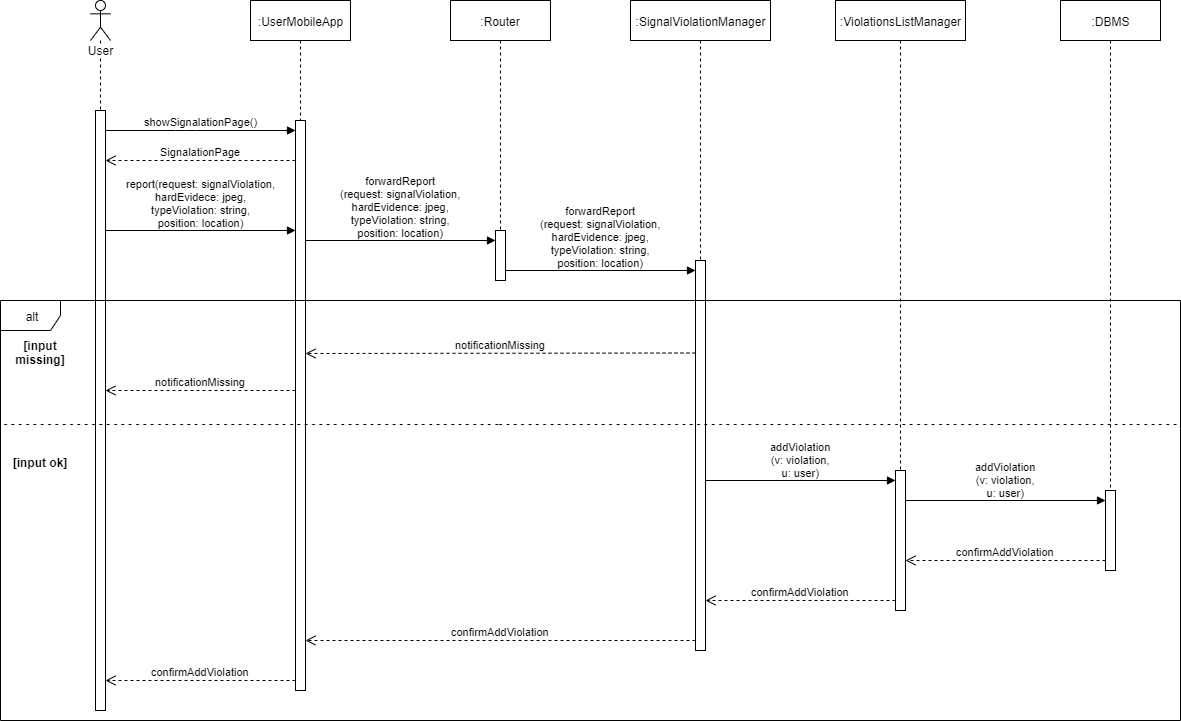 User
:UserMobileApp
:Router
:SignalViolationManager
:ViolationsListManager
:DBMS
showSignalationPage()
SignalationPage
report(request: signalViolation,
hardEvidece: jpeg,
typeViolation: string,
position: location)
forwardReport
(request: signalViolation,
hardEvidence: jpeg,
typeViolation: string,
position: location)
forwardReport
(request: signalViolation,
hardEvidence: jpeg,
typeViolation: string,
position: location)
alt
[input
missing]
notificationMissing
notificationMissing
[input ok]
addViolation
(v: violation,
u: user)
addViolation
(v: violation,
u: user)
confirmAddViolation
confirmAddViolation
confirmAddViolation
confirmAddViolation